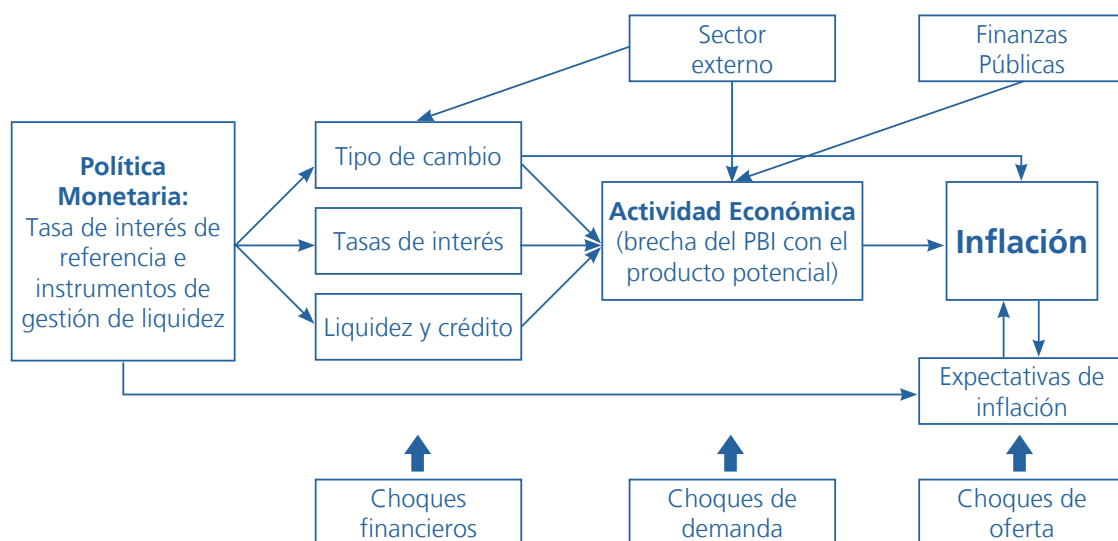 Sector
externo
Finanzas
Públicas
Política
Monetaria:
Tasa de interés de
referencia e
instrumentos de
gestión de liquidez
Tipo de cambio
Tasas de interés
Liquidez y crédito
Actividad Económica
(brecha del PBI con el
producto potencial)
Inflación
Expectativas de
inflación
Choques
financieros
Choques de
demanda
Choques de
oferta